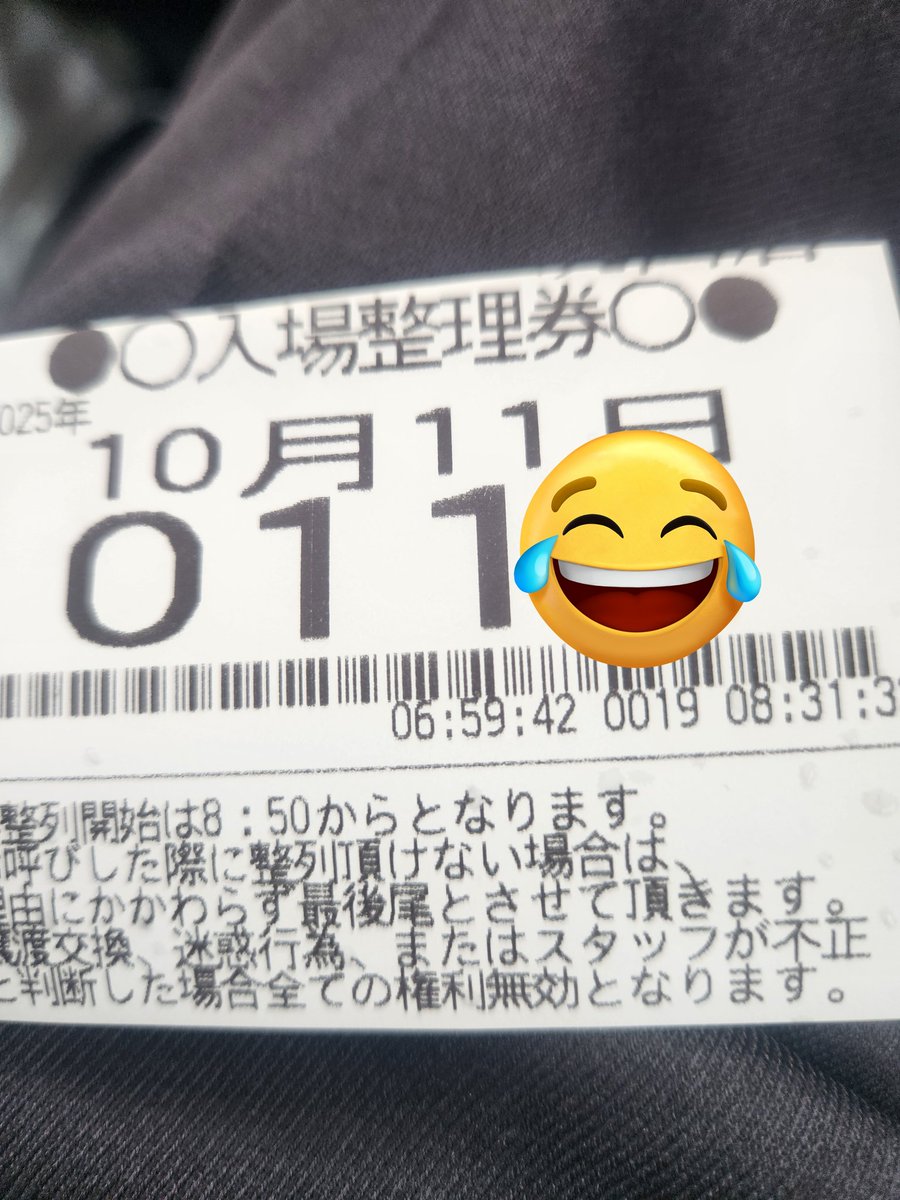 ●○入場整理券○●
025年
10月11日
011
06:59:42 0019 08:31:3
整列開始は8:50からとなります。
呼びした際に整列頂けない場合は、
由にかかわらず最後尾とさせて頂きます。
譲渡交換、迷惑行為、またはスタッフが不正
と判断した場合全ての権利無効となります。